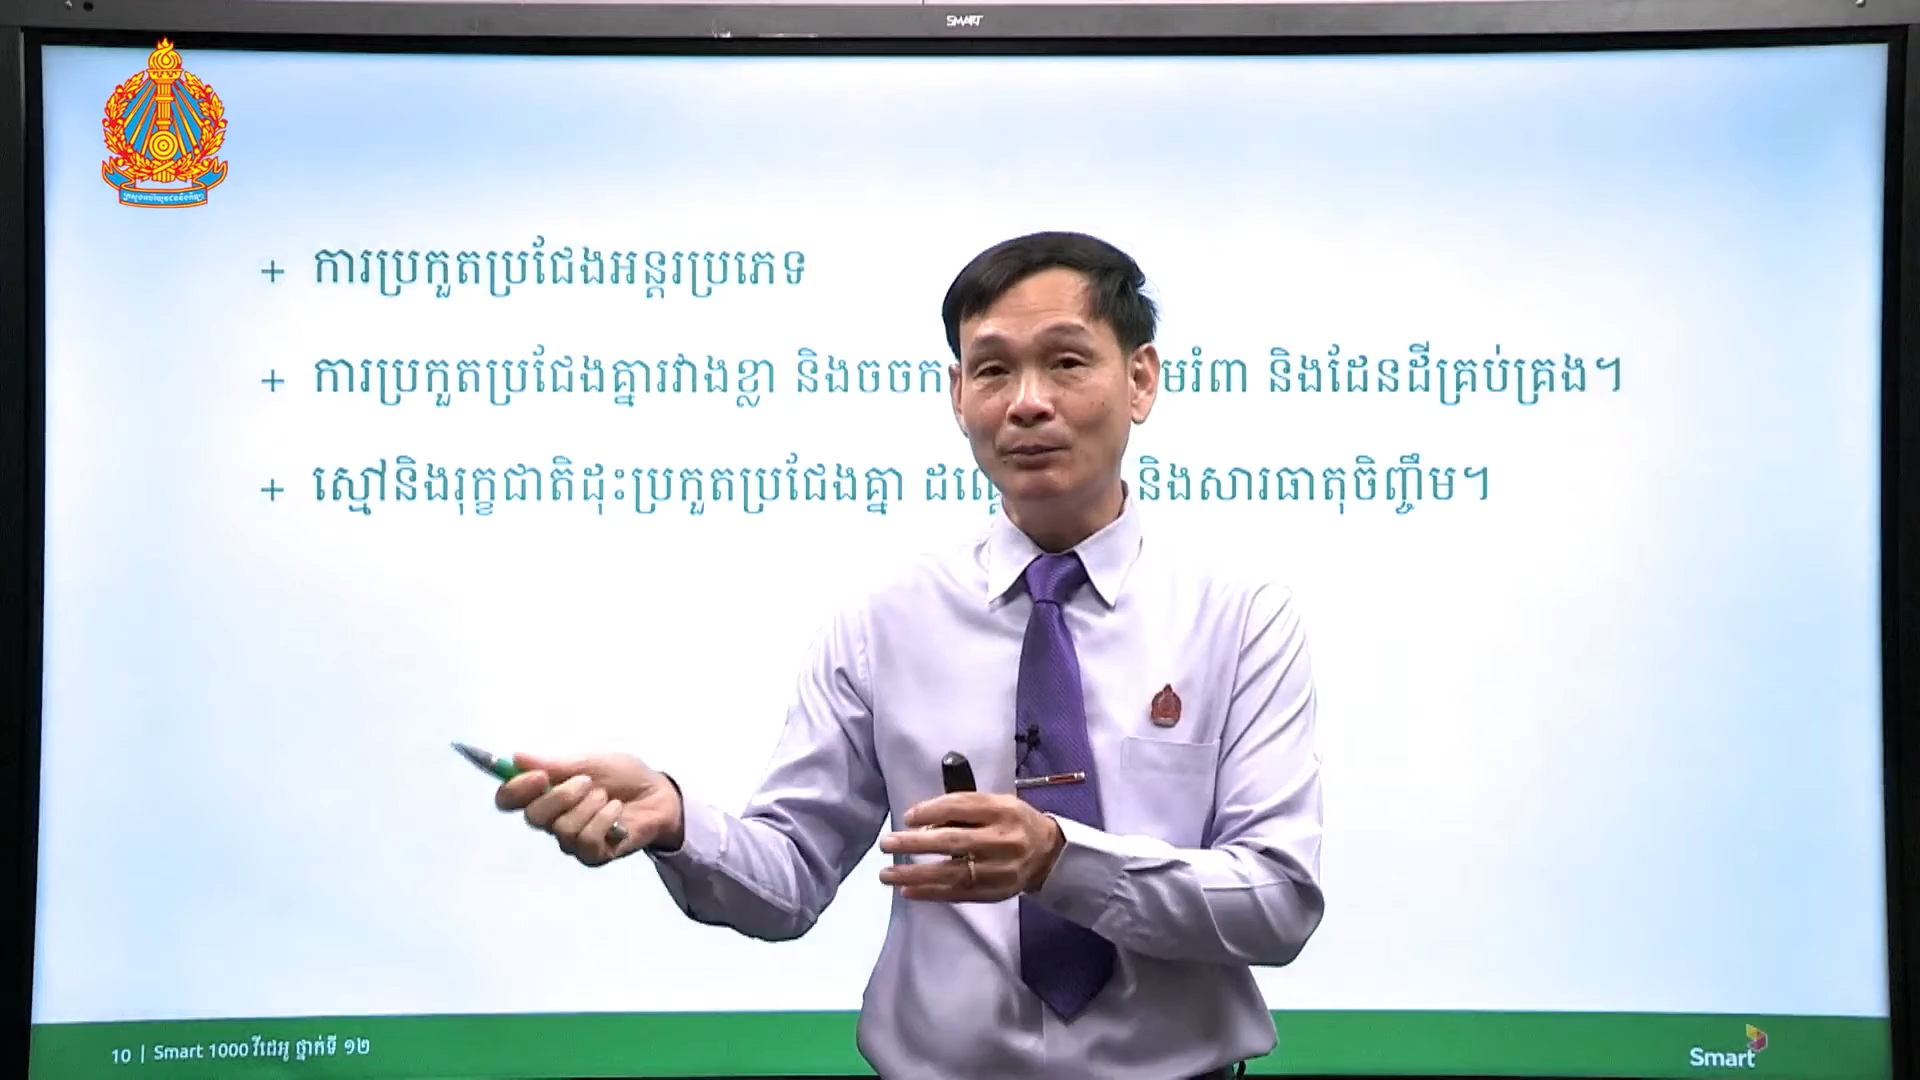 SMART
+ ការប្រកួតប្រជែងអន្តរប្រភេទ
+ ការប្រកួតប្រជែងគ្នារវាងខ្លា និងចចក មរំពា និងដែនដីគ្រប់គ្រង។
+ ស្មៅនិងរុក្ខជាតិដុះប្រកួតប្រជែងគ្នា និងសារធាតុចិញ្ចឹម។
10 | Smart 1000 វីដេអូ ថ្នាក់ទី ១២
Smart